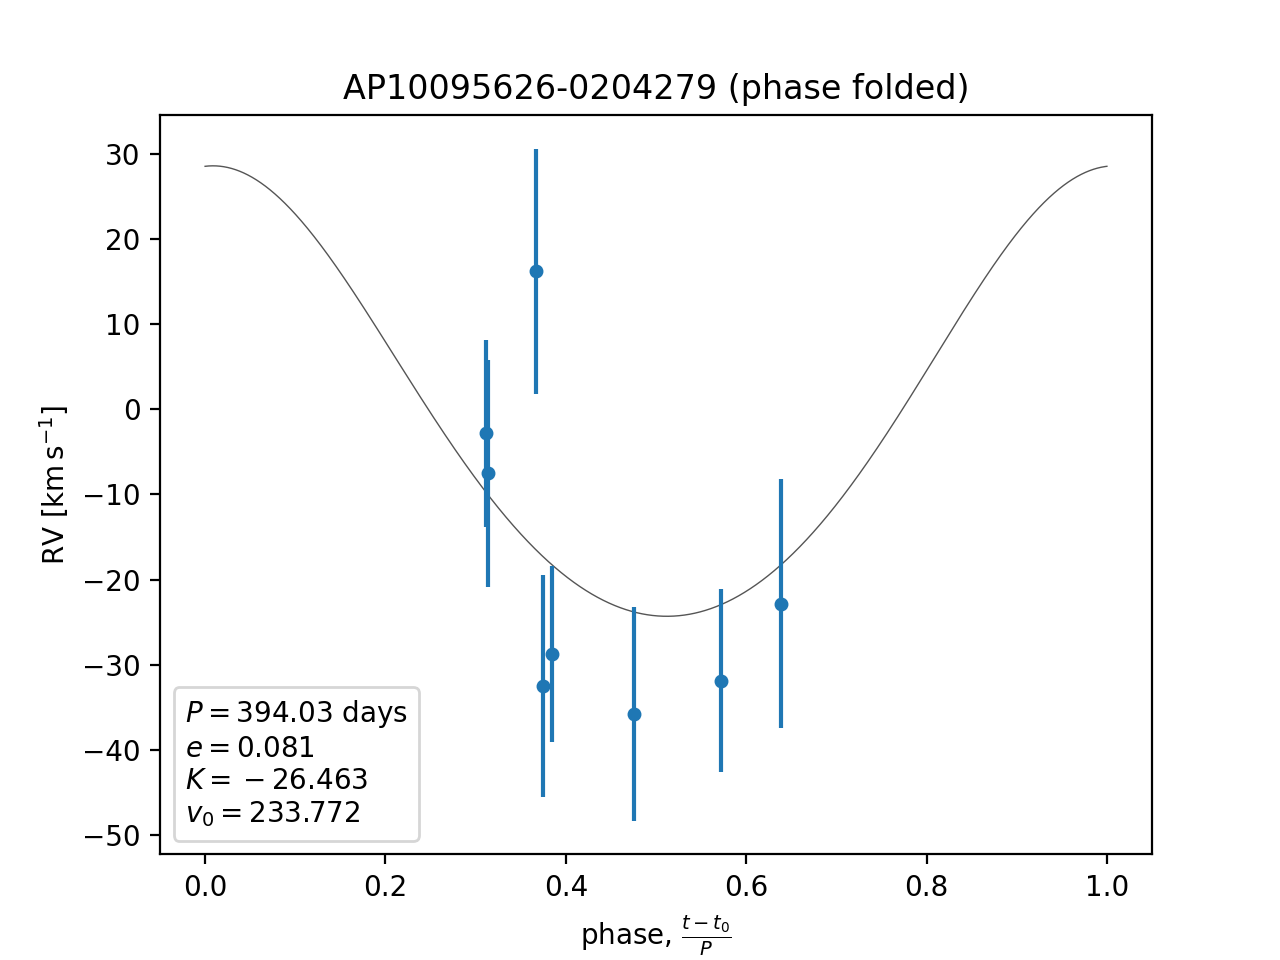 AP10095626-0204279 (phase folded)
30
20
10
0
−10
−20
−30
−40
−50
RV [km s⁻¹]
P = 394.03 days
e = 0.081
K = −26.463
v₀ = 233.772
0.0 0.2 0.4 0.6 0.8 1.0
phase, (t − t₀)/P